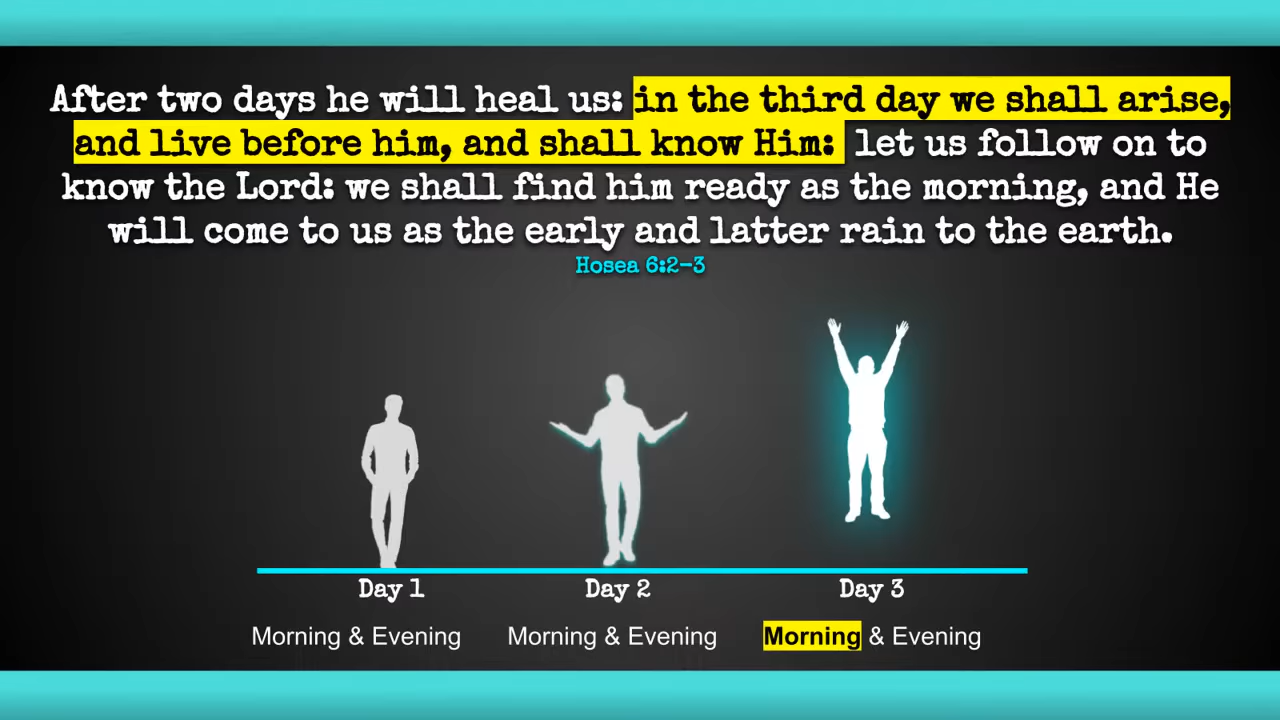 After two days he will heal us: in the third day we shall arise,
and live before him, and shall know Him: let us follow on to
know the Lord: we shall find him ready as the morning, and He
will come to us as the early and latter rain to the earth.
Hosea 6:2-3
Day 1 Day 2 Day 3
Morning & Evening Morning & Evening Morning & Evening